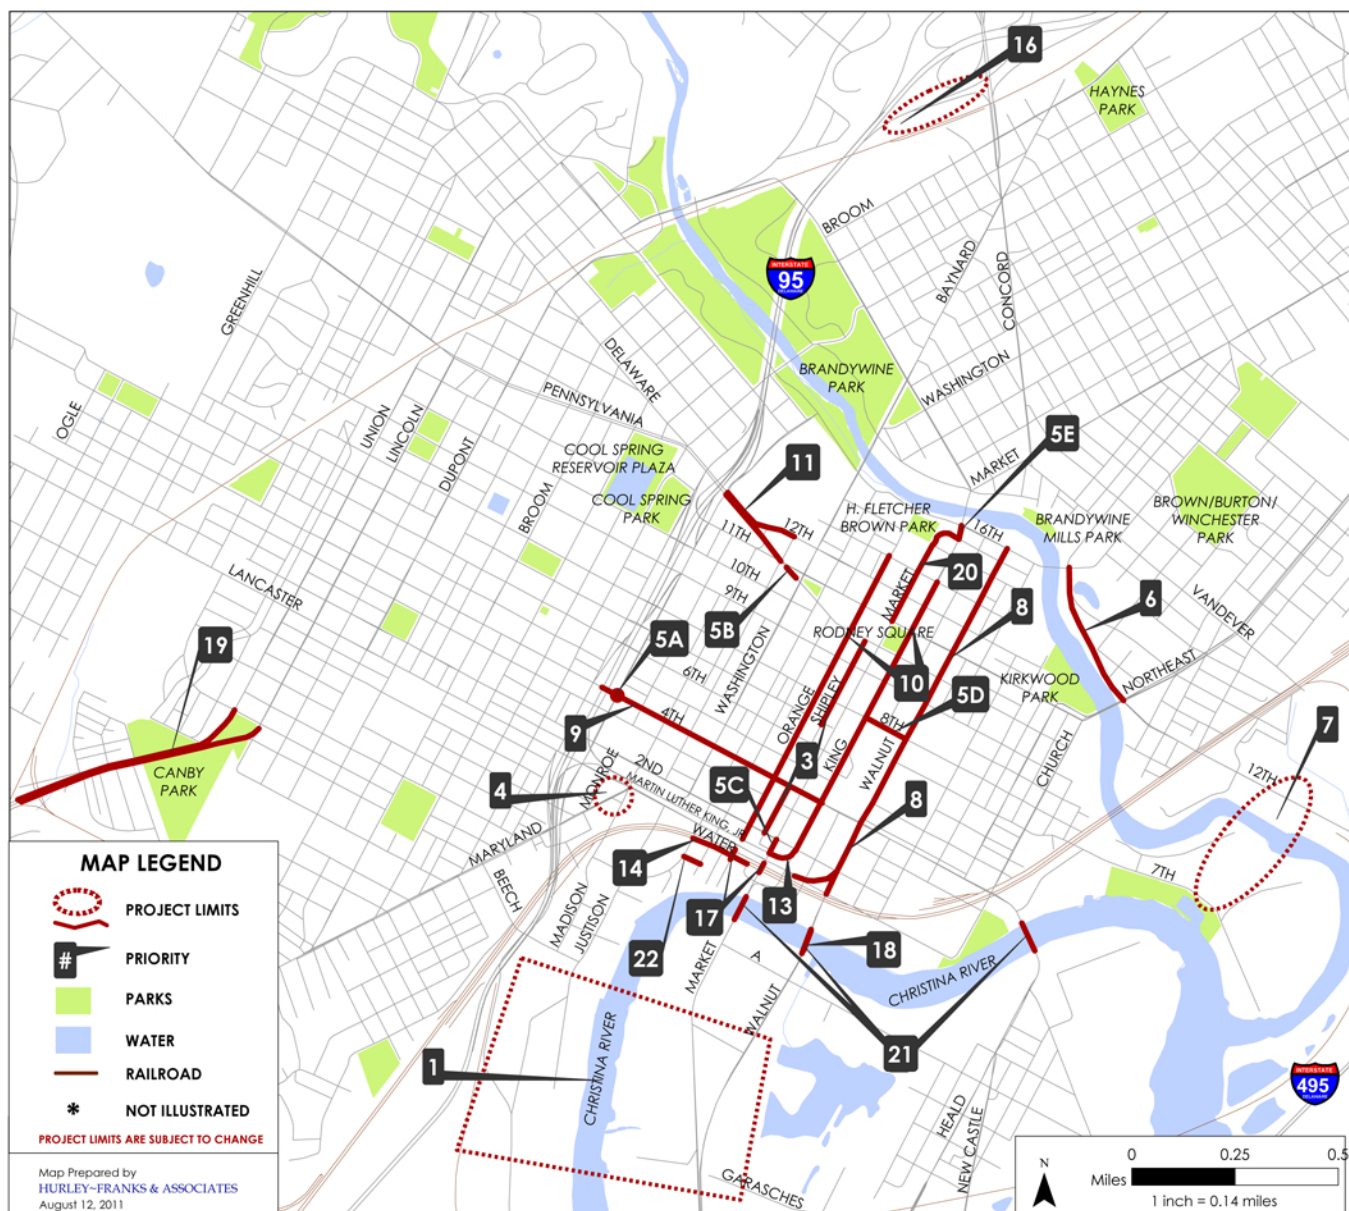 16
HAYNES
PARK
BROOM
INTERSTATE
95
DELAWARE
BAYNARD
CONCORD
GREENHILL
DELAWARE
PENNSYLVANIA
BRANDYWINE
PARK
WASHINGTON
OGLE
UNION
LINCOLN
DUPONT
BROOM
COOL SPRING
RESERVOIR PLAZA
COOL SPRING
PARK
11
5E
MARKET
H. FLETCHER
BROWN PARK
BRANDYWINE
MILLS PARK
BROWN/BURTON/
WINCHESTER
PARK
12TH
11TH
16TH
10TH
9TH
LANCASTER
MARKET
20
8
6
VANDEVER
5B
RODNEY SQUARE
19
5A
6TH
WASHINGTON
10
KIRKWOOD
PARK
NORTHEAST
5D
9
4TH
ORANGE
SHIPLEY
8TH
7
CANBY
PARK
2ND
MONROE
MARTIN LUTHER KING, JR
3
KING
WALNUT
CHURCH
12TH
4
5C
8
MARYLAND
WATER
14
BEECH
MADISON
JUSTISON
7TH
17
13
22
MARKET
A
18
CHRISTINA RIVER
WALNUT
21
1
CHRISTINA RIVER
INTERSTATE
495
DELAWARE
HEALD
NEW CASTLE
GARASCHES
MAP LEGEND
PROJECT LIMITS
# PRIORITY
PARKS
WATER
RAILROAD
* NOT ILLUSTRATED
PROJECT LIMITS ARE SUBJECT TO CHANGE
Map Prepared by
HURLEY~FRANKS & ASSOCIATES
August 12, 2011
N
0 0.25 0.5
Miles
1 inch = 0.14 miles